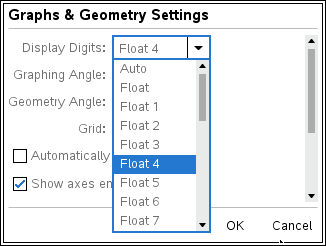 Graphs & Geometry Settings
Display Digits: Float 4
Auto
Graphing Angle:
Float
Geometry Angle:
Float 1
Grid:
Float 2
Float 3
Automatically
Float 4
Show axes en
Float 5
Float 6
Float 7
OK Cancel